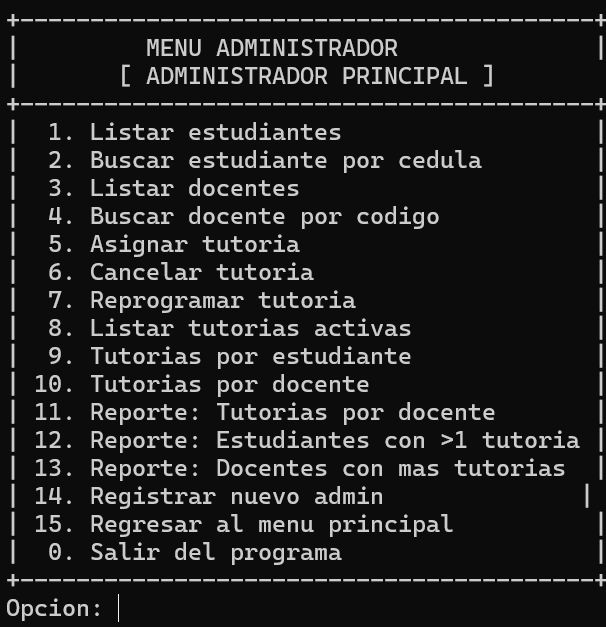 +-----------------------------------------+
|         MENU ADMINISTRADOR              |
|       [ ADMINISTRADOR PRINCIPAL ]
+-----------------------------------------+
|  1. Listar estudiantes                  |
|  2. Buscar estudiante por cedula        |
|  3. Listar docentes                     |
|  4. Buscar docente por codigo           |
|  5. Asignar tutoria                     |
|  6. Cancelar tutoria                    |
|  7. Reprogramar tutoria                 |
|  8. Listar tutorias activas             |
|  9. Tutorias por estudiante             |
| 10. Tutorias por docente                |
| 11. Reporte: Tutorias por docente       |
| 12. Reporte: Estudiantes con >1 tutoria |
| 13. Reporte: Docentes con mas tutorias  |
| 14. Registrar nuevo admin              |
| 15. Regresar al menu principal          |
|  0. Salir del programa                  |
+-----------------------------------------+
Opcion: